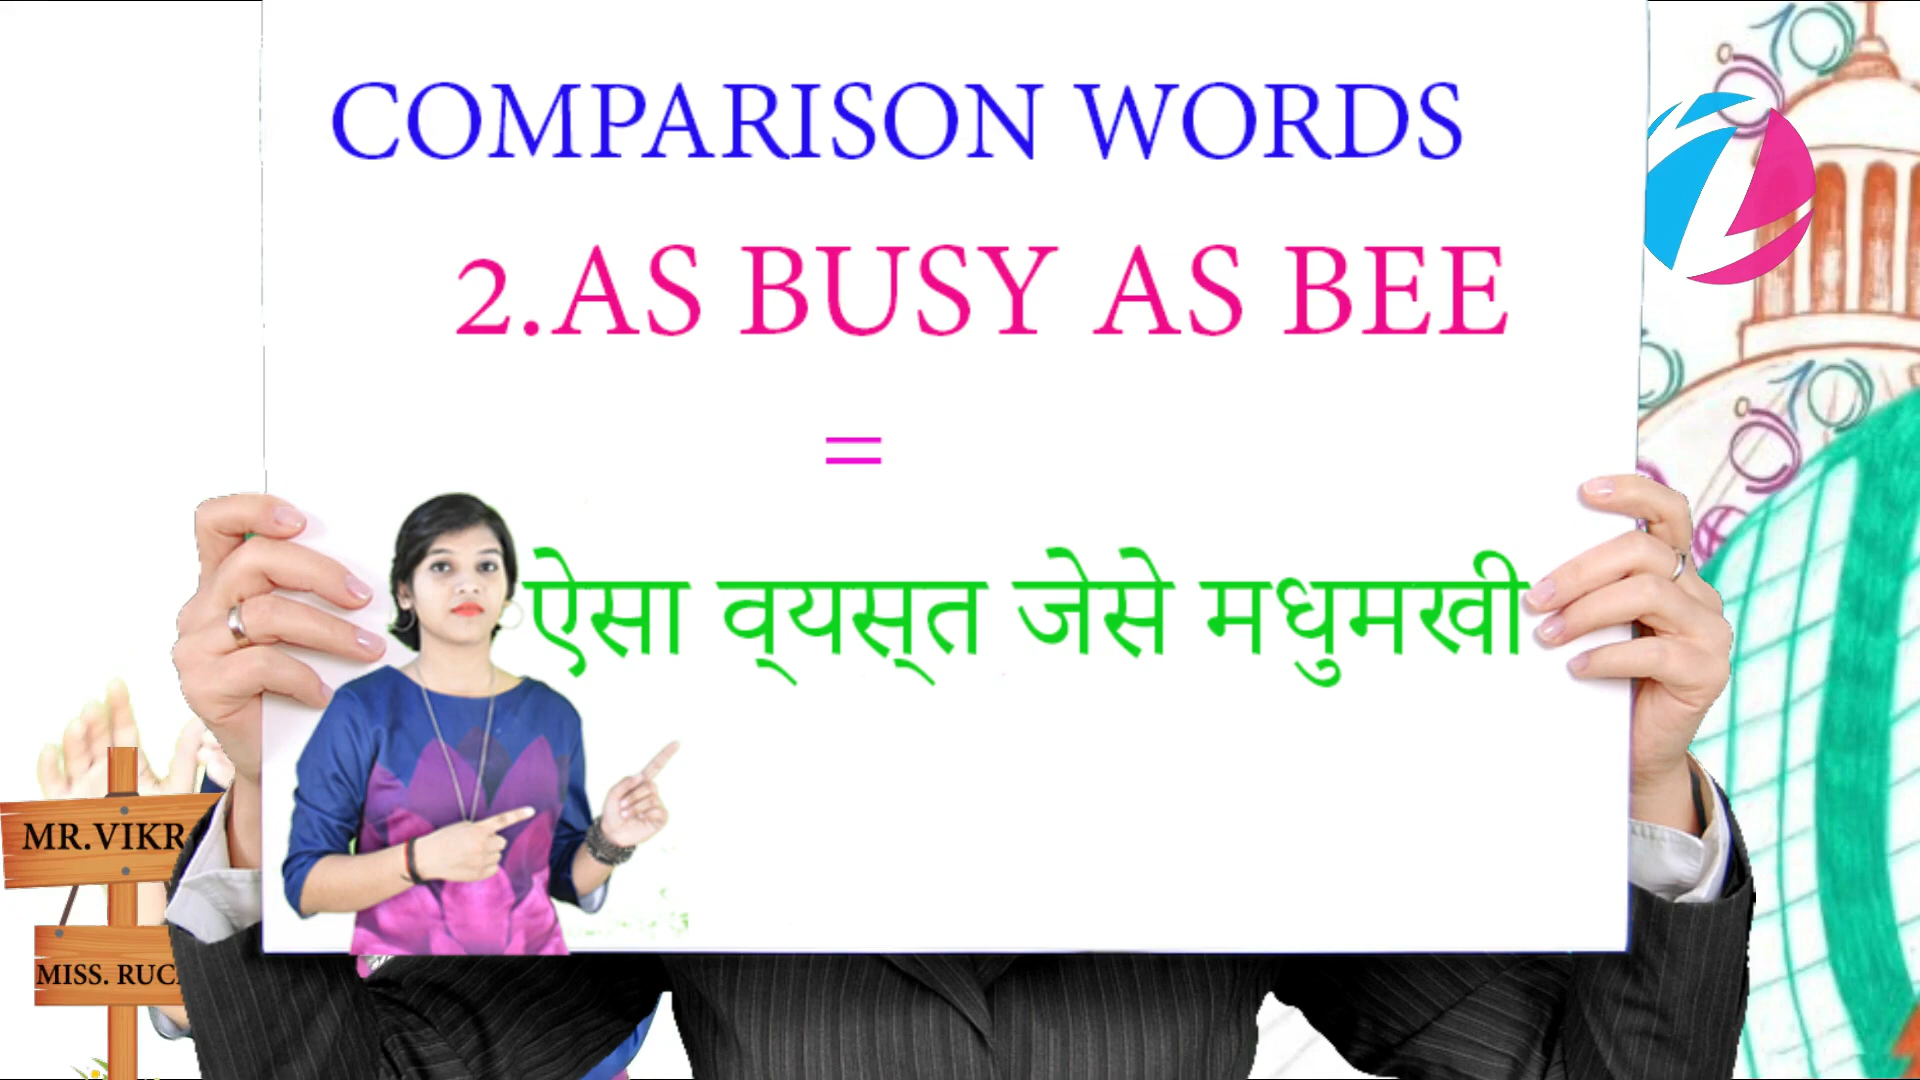 COMPARISON WORDS
2.AS BUSY AS BEE
=
ऐसा व्‌यस्‌त जेसे मधुमखी
MR.VIKR
MISS. RUC